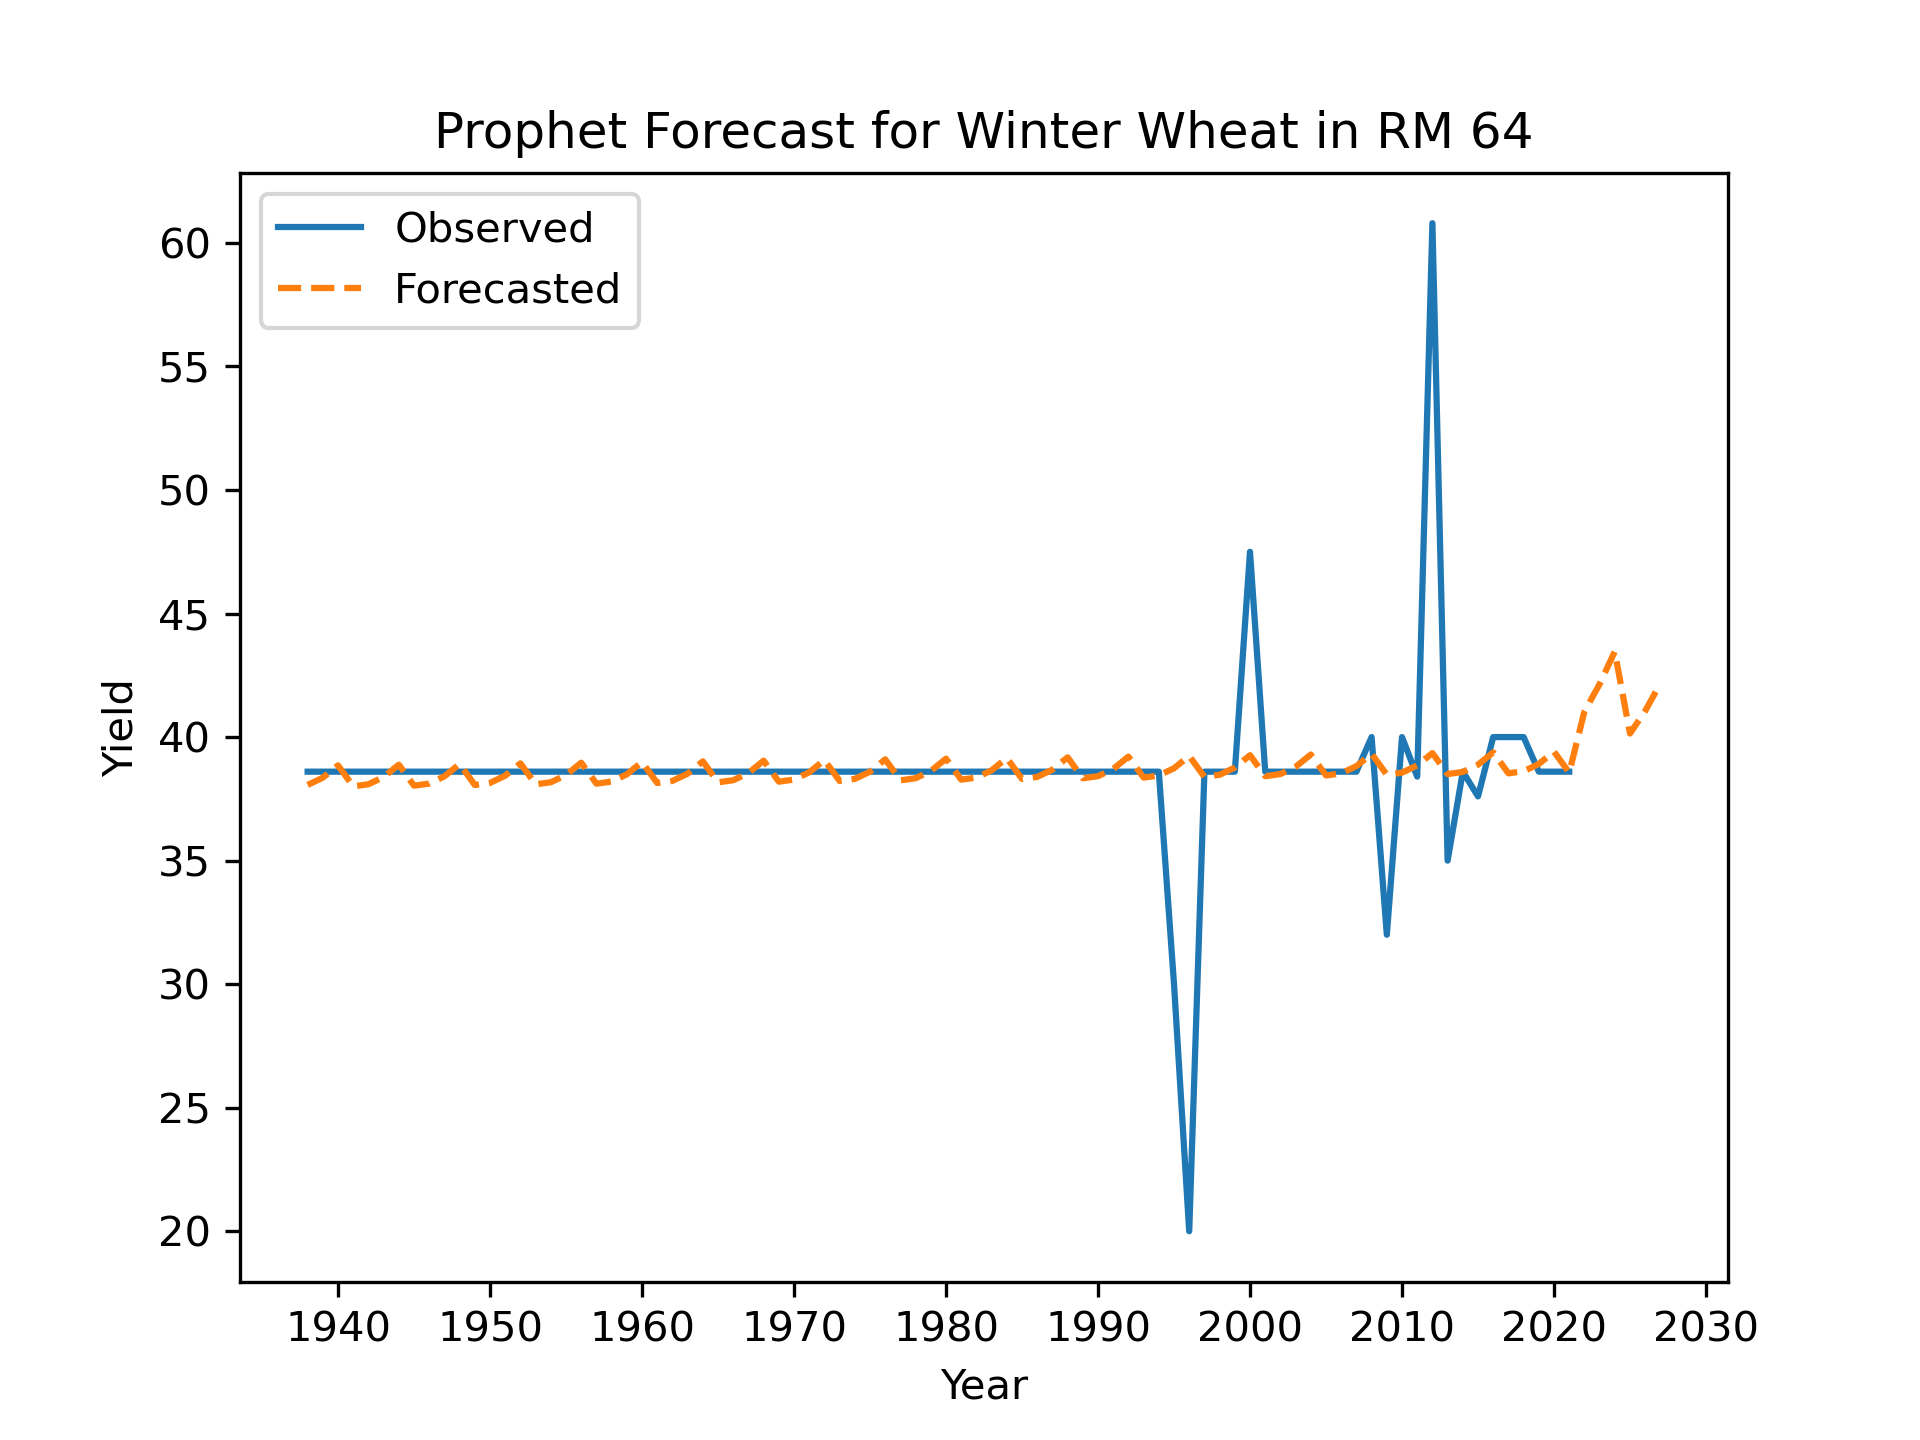 Prophet Forecast for Winter Wheat in RM 64
Observed
Forecasted
60
55
50
45
40
35
30
25
20
Yield
1940 1950 1960 1970 1980 1990 2000 2010 2020 2030
Year